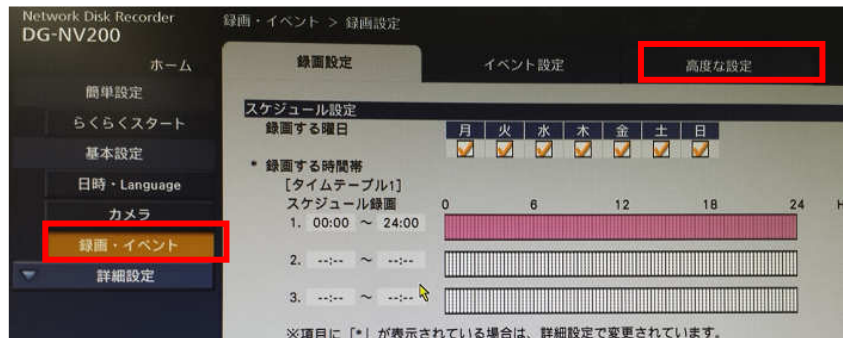 Network Disk Recorder
DG-NV200
録画・イベント > 録画設定
ホーム
簡単設定
らくらくスタート
基本設定
日時・Language
カメラ
録画・イベント
詳細設定
録画設定 イベント設定 高度な設定
スケジュール設定
録画する曜日 月 火 水 木 金 土 日
* 録画する時間帯
[タイムテーブル1]
スケジュール録画 0 6 12 18 24 H
1. 00:00 ～ 24:00
2. --:-- ～ --:--
3. --:-- ～ --:--
※項目に「*」が表示されている場合は、詳細設定で変更されています。